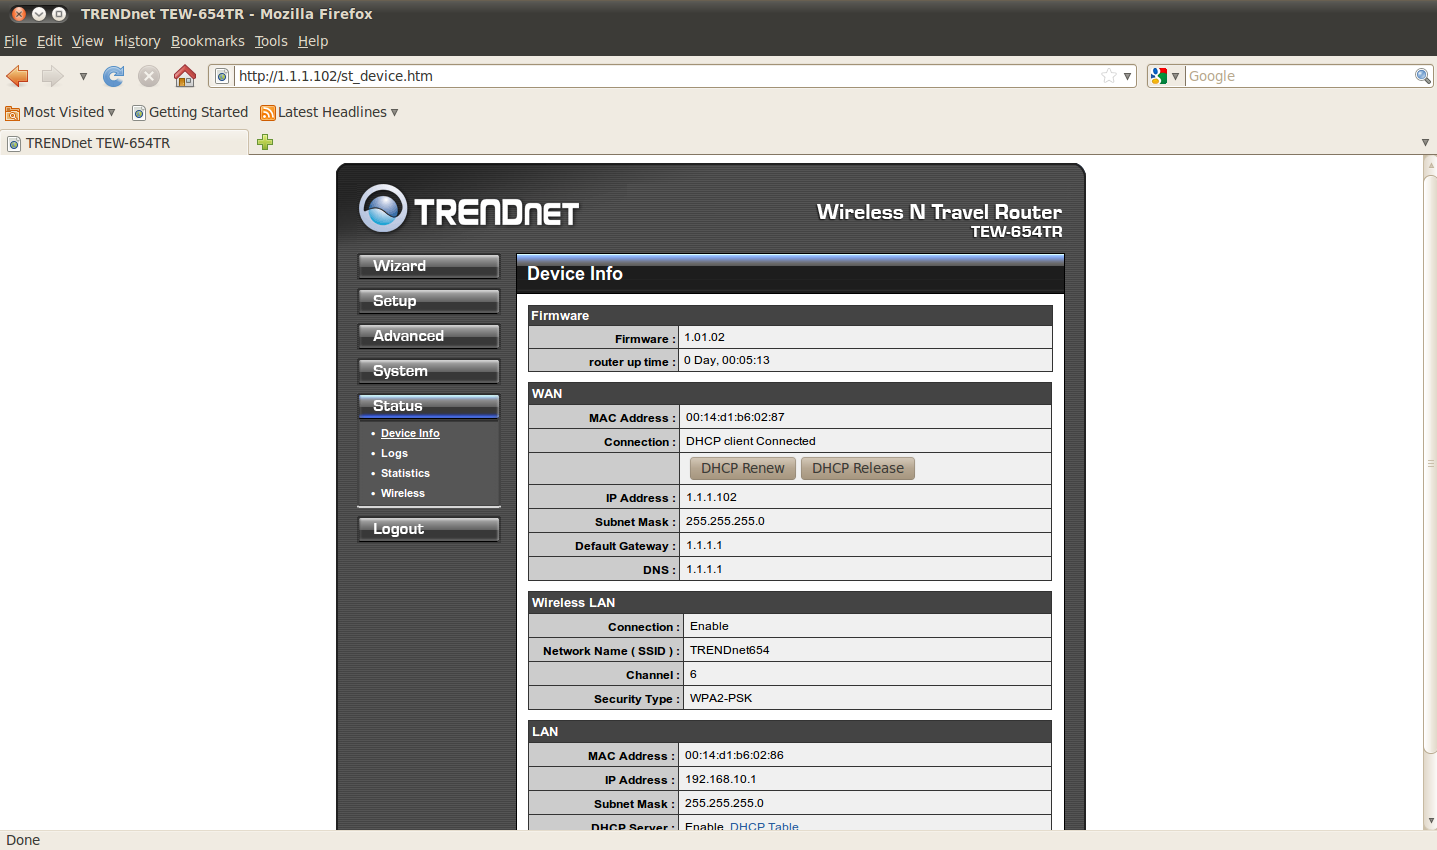 TRENDnet TEW-654TR - Mozilla Firefox
File Edit View History Bookmarks Tools Help
http://1.1.1.102/st_device.htm
Google
Most Visited Getting Started Latest Headlines
TRENDnet TEW-654TR
TRENDNET
Wireless N Travel Router
TEW-654TR
Wizard
Setup
Advanced
System
Status
• Device Info
• Logs
• Statistics
• Wireless
Logout
Device Info
Firmware
Firmware : 1.01.02
router up time : 0 Day, 00:05:13
WAN
MAC Address : 00:14:d1:b6:02:87
Connection : DHCP client Connected
DHCP Renew DHCP Release
IP Address : 1.1.1.102
Subnet Mask : 255.255.255.0
Default Gateway : 1.1.1.1
DNS : 1.1.1.1
Wireless LAN
Connection : Enable
Network Name ( SSID ) : TRENDnet654
Channel : 6
Security Type : WPA2-PSK
LAN
MAC Address : 00:14:d1:b6:02:86
IP Address : 192.168.10.1
Subnet Mask : 255.255.255.0
DHCP Server : Enable DHCP Table
Done